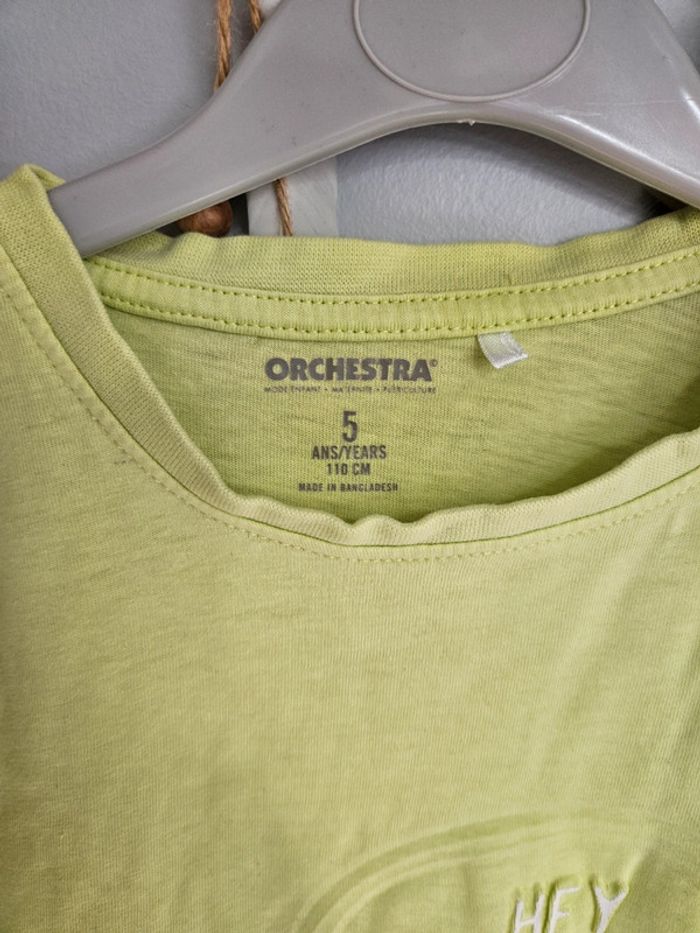 ORCHESTRA®
MODE ENFANT • MATERNITÉ • PUÉRICULTURE
5
ANS/YEARS
110 CM
MADE IN BANGLADESH
HEY